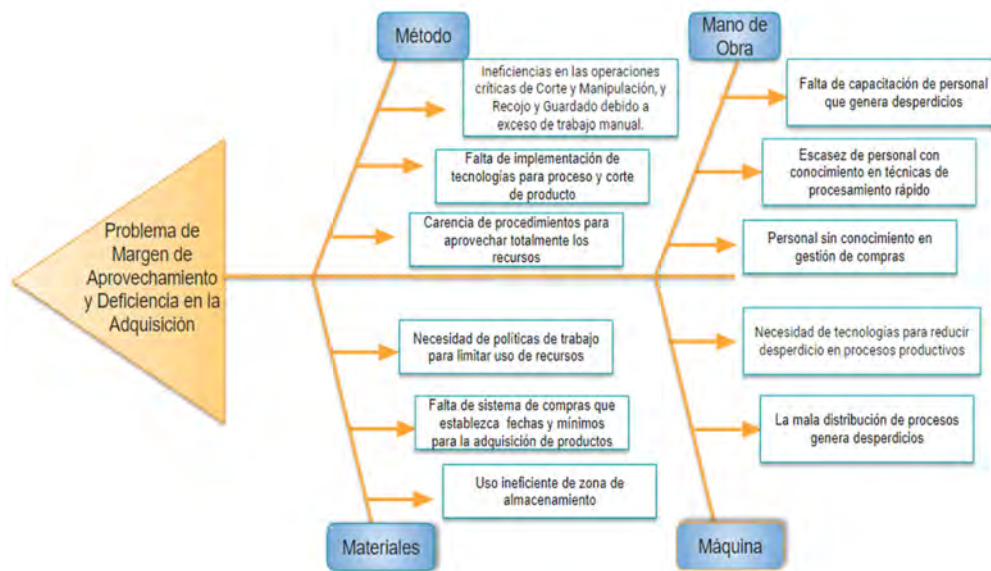 Método
Mano de
Obra
Ineficiencias en las operaciones
críticas de Corte y Manipulación, y
Recojo y Guardado debido a
exceso de trabajo manual.
Falta de capacitación de personal
que genera desperdicios
Falta de implementación de
tecnologías para proceso y corte
de producto
Escasez de personal con
conocimiento en técnicas de
procesamiento rápido
Carencia de procedimientos para
aprovechar totalmente los
recursos
Personal sin conocimiento en
gestión de compras
Problema de
Margen de
Aprovechamiento
y Deficiencia en la
Adquisición
Necesidad de políticas de trabajo
para limitar uso de recursos
Necesidad de tecnologías para reducir
desperdicio en procesos productivos
Falta de sistema de compras que
establezca fechas y mínimos
para la adquisición de productos
La mala distribución de procesos
genera desperdicios
Uso ineficiente de zona de
almacenamiento
Materiales
Máquina